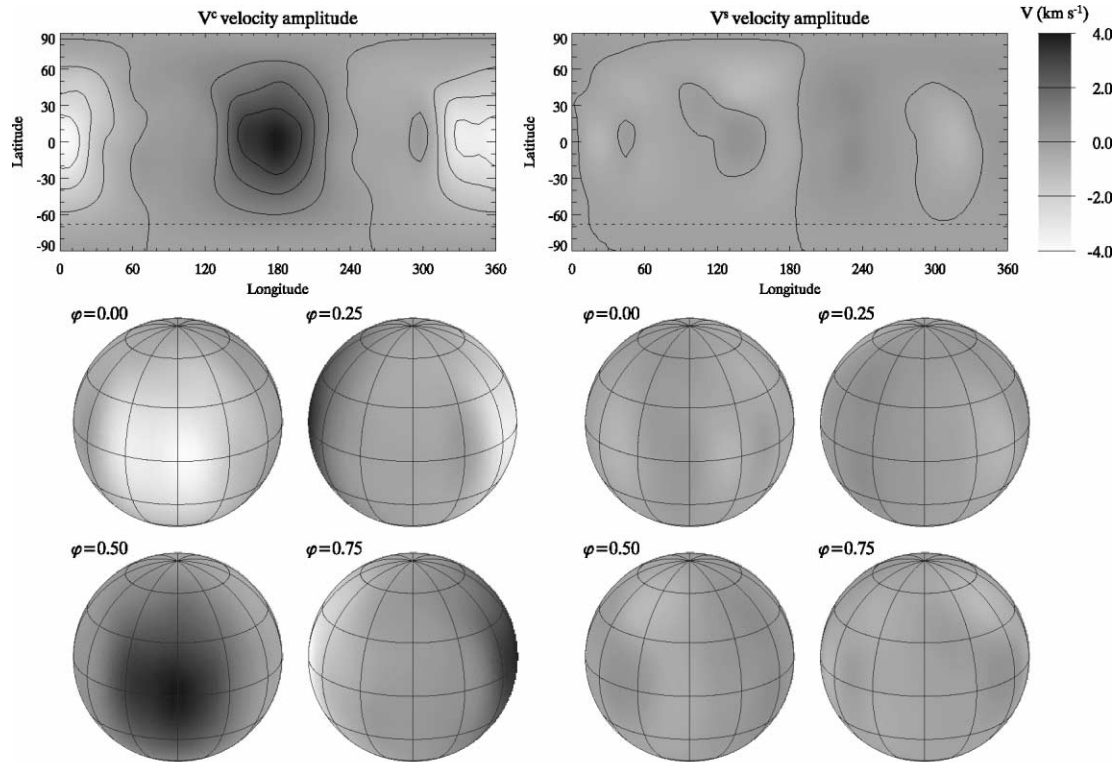 V^c velocity amplitude
V^s velocity amplitude
V (km s⁻¹)
90
60
30
0
-30
-60
-90
Latitude
0 60 120 180 240 300 360
Longitude
90
60
30
0
-30
-60
-90
Latitude
0 60 120 180 240 300 360
Longitude
4.0
2.0
0.0
-2.0
-4.0
φ=0.00
φ=0.25
φ=0.00
φ=0.25
φ=0.50
φ=0.75
φ=0.50
φ=0.75